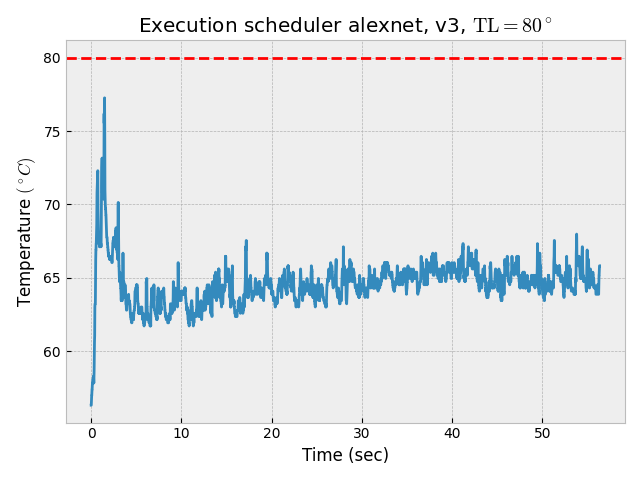 Execution scheduler alexnet, v3, TL = 80°
80
75
70
65
60
Temperature (°C)
0 10 20 30 40 50
Time (sec)